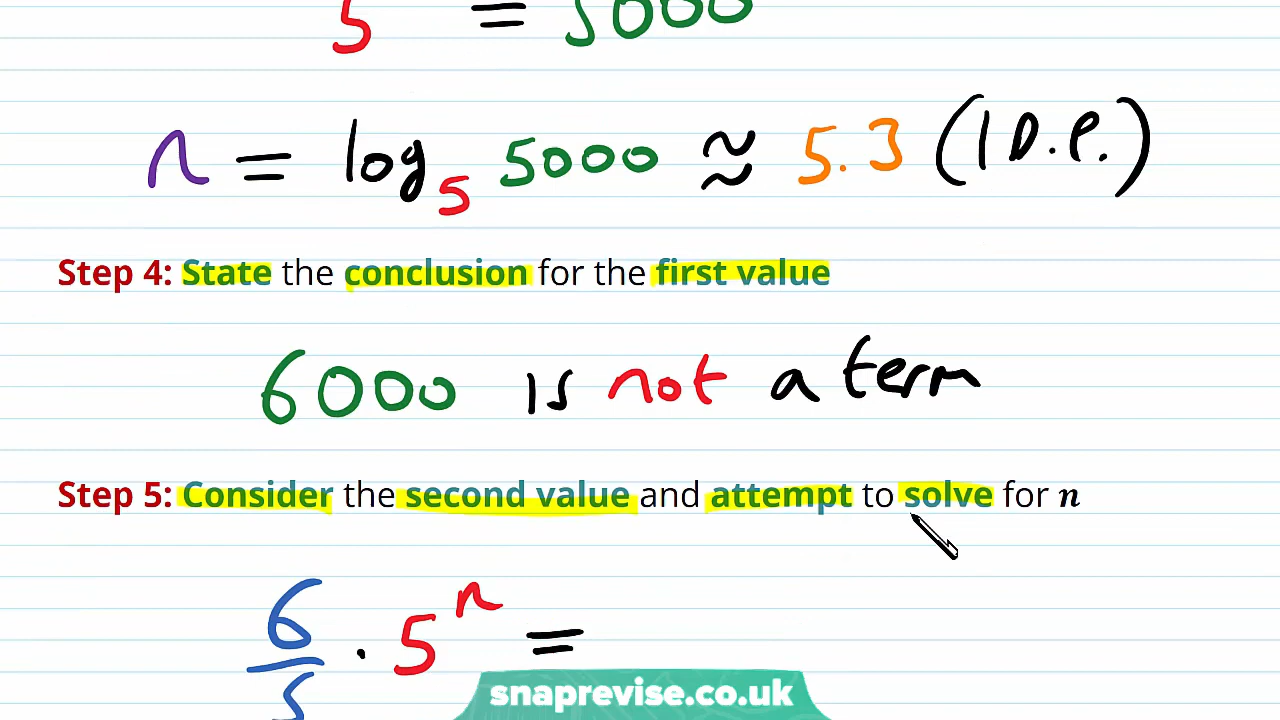 5 = 5000
n = log₅ 5000 ≈ 5.3 (1 D.P.)
Step 4: State the conclusion for the first value
6000 is not a term
Step 5: Consider the second value and attempt to solve for n
6/5 · 5ⁿ =
snaprevise.co.uk